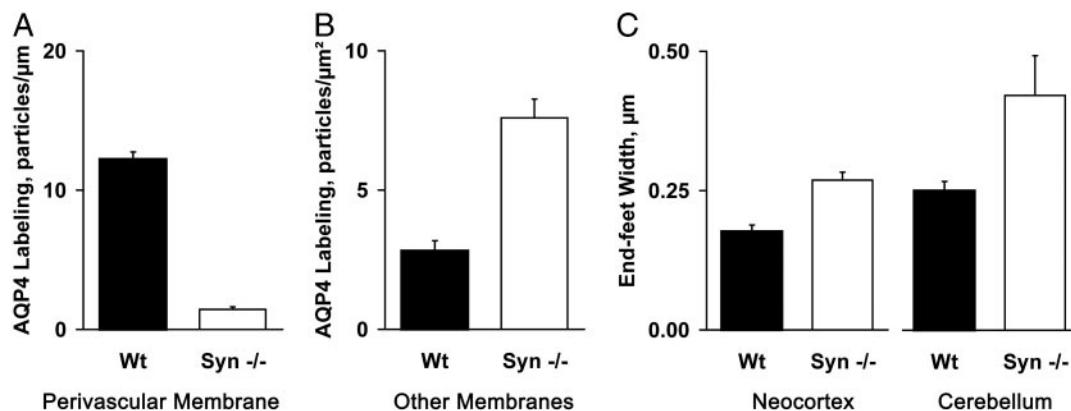 A
AQP4 Labeling, particles/µm
20
10
0
Wt Syn -/-
Perivascular Membrane
B
AQP4 Labeling, particles/µm²
10
5
0
Wt Syn -/-
Other Membranes
C
End-feet Width, µm
0.50
0.25
0.00
Wt Syn -/- Wt Syn -/-
Neocortex Cerebellum